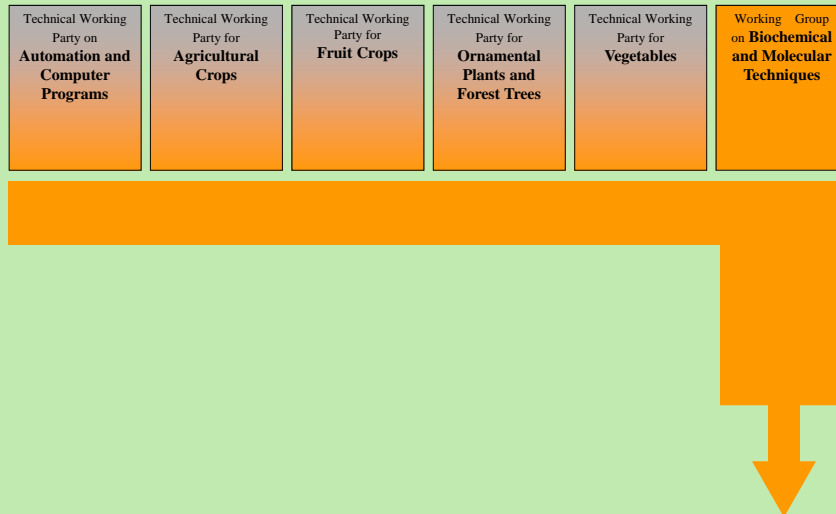 Technical Working
Party on
Automation and
Computer
Programs
Technical Working
Party for
Agricultural
Crops
Technical Working
Party for
Fruit Crops
Technical Working
Party for
Ornamental
Plants and
Forest Trees
Technical Working
Party for
Vegetables
Working Group
on Biochemical
and Molecular
Techniques